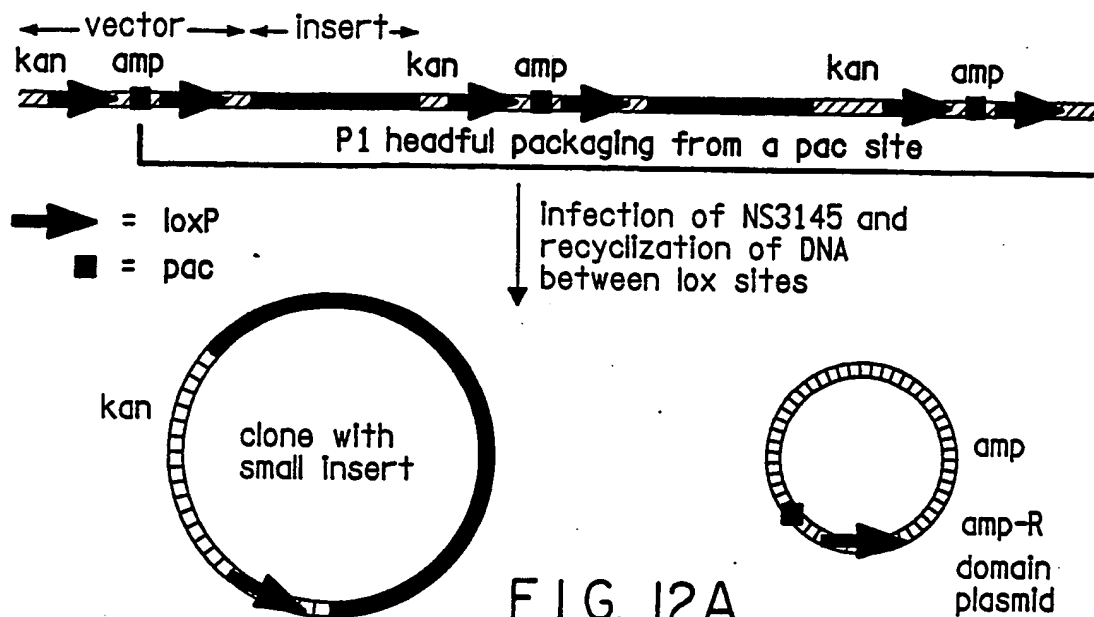 vector insert
kan amp kan amp kan amp
P1 headful packaging from a pac site
= loxP
= pac
infection of NS3145 and
recyclization of DNA
between lox sites
kan
clone with
small insert
amp
amp-R
domain
plasmid
FIG. 12A